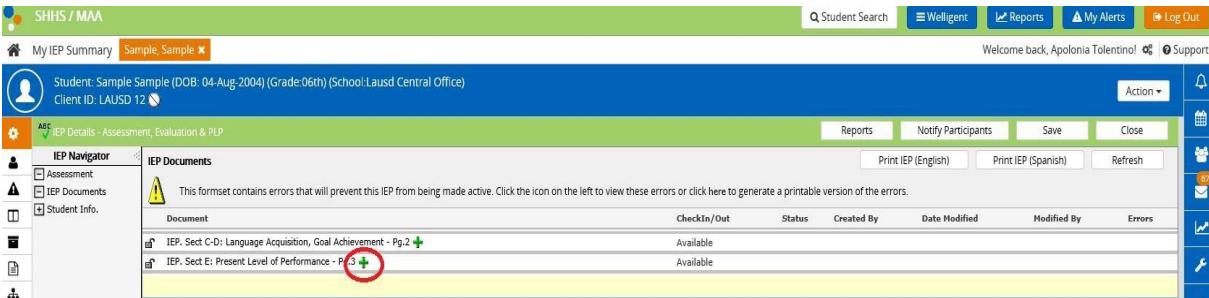 SHHS / MAA Student Search Welligent Reports My Alerts Log Out
My IEP Summary Sample, Sample Welcome back, Apolonia Tolentino! Support
Student: Sample Sample (DOB: 04-Aug-2004) (Grade:06th) (School:Lausd Central Office)
Client ID: LAUSD 12
Action
ABC IEP Details - Assessment, Evaluation & PLP Reports Notify Participants Save Close
IEP Navigator IEP Documents Print IEP (English) Print IEP (Spanish) Refresh
Assessment
IEP Documents
Student Info.
This formset contains errors that will prevent this IEP from being made active. Click the icon on the left to view these errors or click here to generate a printable version of the errors.
Document CheckIn/Out Status Created By Date Modified Modified By Errors
IEP. Sect C-D: Language Acquisition, Goal Achievement - Pg.2 Available
IEP. Sect E: Present Level of Performance - Pg.3 Available